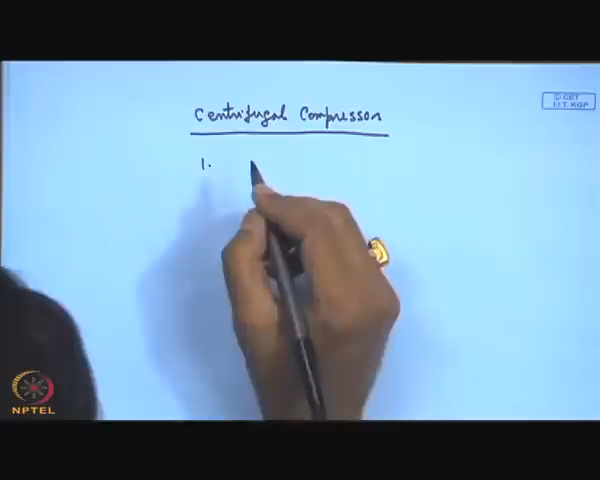 © CET
I.I.T. KGP
Centrifugal Compressor
1.
NPTEL